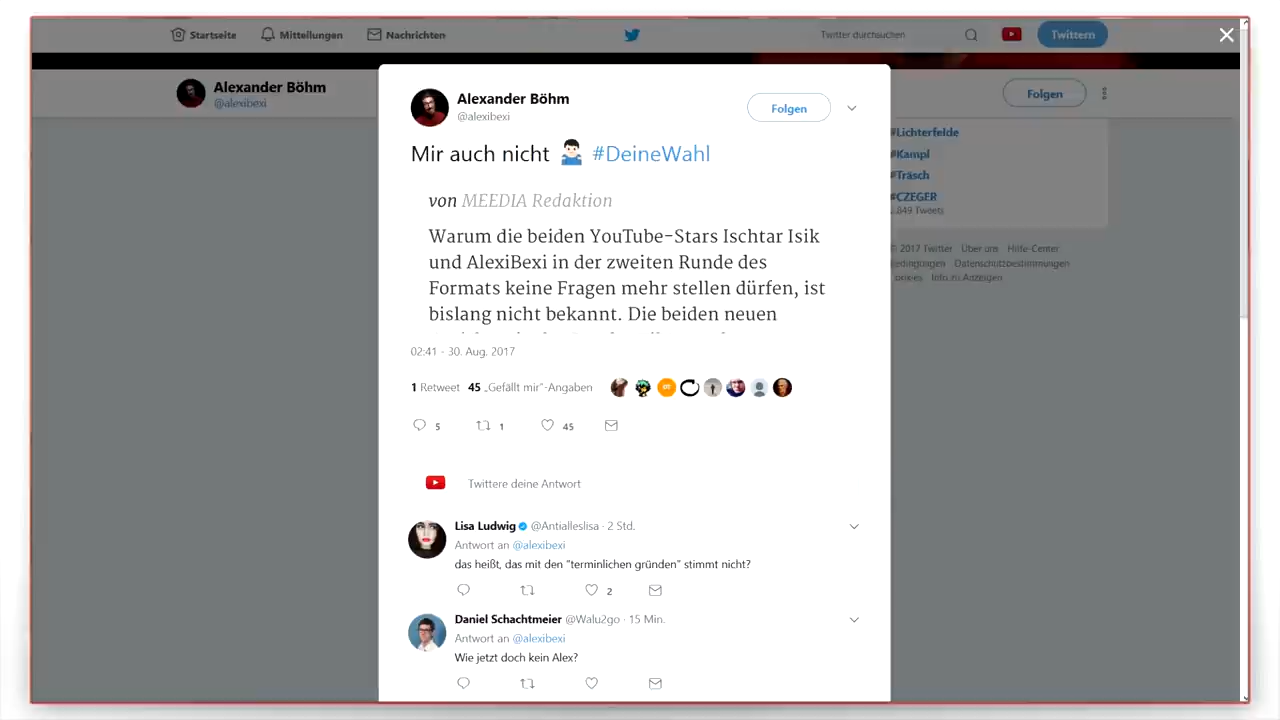 Startseite
Mitteilungen
Nachrichten
Twitter durchsuchen
Twittern
Alexander Böhm
@alexibexi
Folgen
Alexander Böhm
@alexibexi
Folgen
Mir auch nicht #DeineWahl
von MEEDIA Redaktion
Warum die beiden YouTube-Stars Ischtar Isik
und AlexiBexi in der zweiten Runde des
Formats keine Fragen mehr stellen dürfen, ist
bislang nicht bekannt. Die beiden neuen
02:41 - 30. Aug. 2017
1 Retweet 45 „Gefällt mir“-Angaben
5 1 45
Twittere deine Antwort
Lisa Ludwig @Antialleslisa · 2 Std.
Antwort an @alexibexi
das heißt, das mit den "terminlichen gründen" stimmt nicht?
2
Daniel Schachtmeier @Walu2go · 15 Min.
Antwort an @alexibexi
Wie jetzt doch kein Alex?
#Lichterfelde
#Kampl
#Träsch
#CZEGER
.849 Tweets
© 2017 Twitter Über uns Hilfe-Center
Datenschutzbestimmungen
Info zu Anzeigen